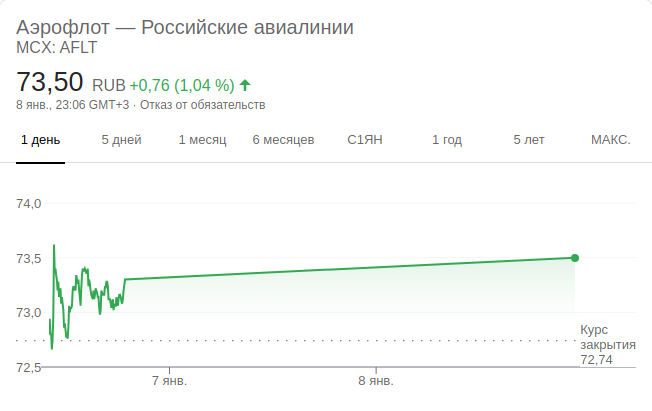 Аэрофлот — Российские авиалинии
MCX: AFLT
73,50 RUB +0,76 (1,04 %)
8 янв., 23:06 GMT+3 · Отказ от обязательств
1 день 5 дней 1 месяц 6 месяцев С1ЯН 1 год 5 лет МАКС.
74,0
73,5
73,0
72,5
Курс
закрытия
72,74
7 янв. 8 янв.